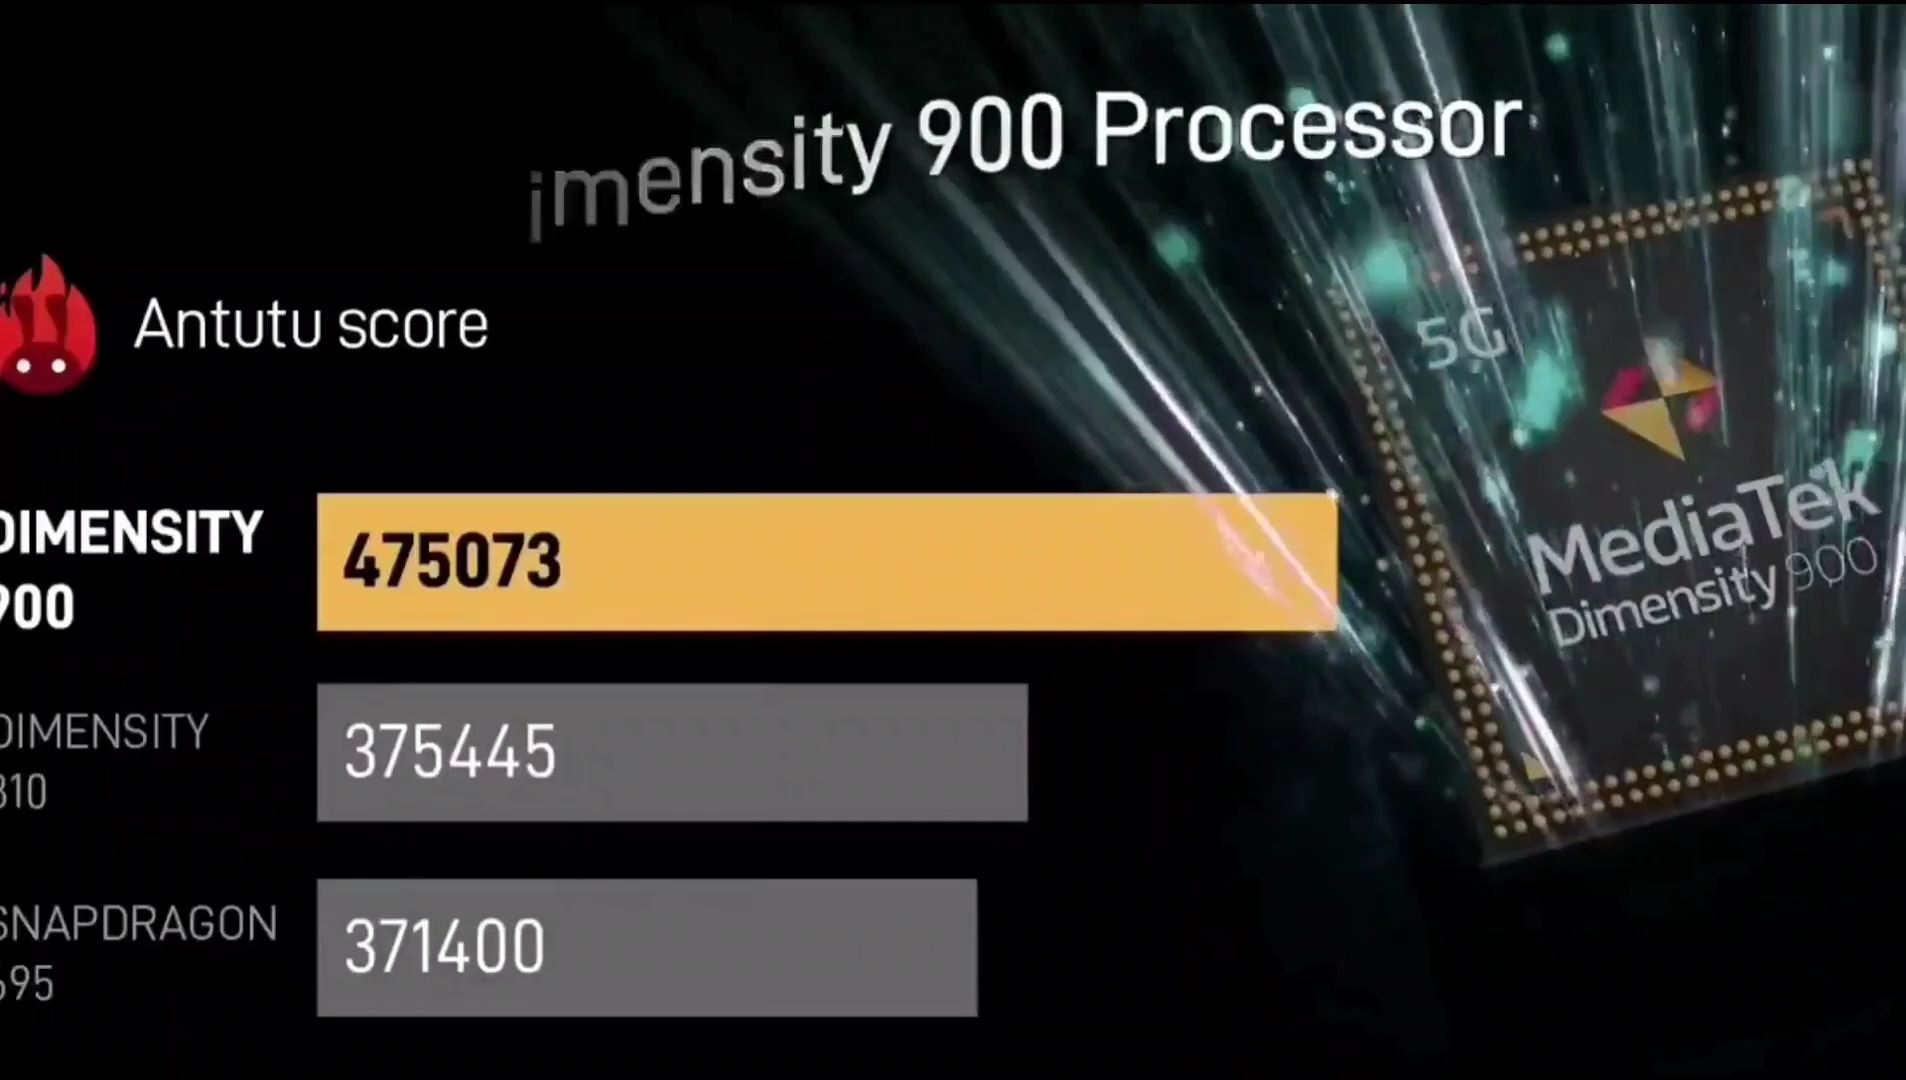 imensity 900 Processor
Antutu score
5G
MediaTek
Dimensity 900
DIMENSITY
900
475073
DIMENSITY
810
375445
SNAPDRAGON
695
371400